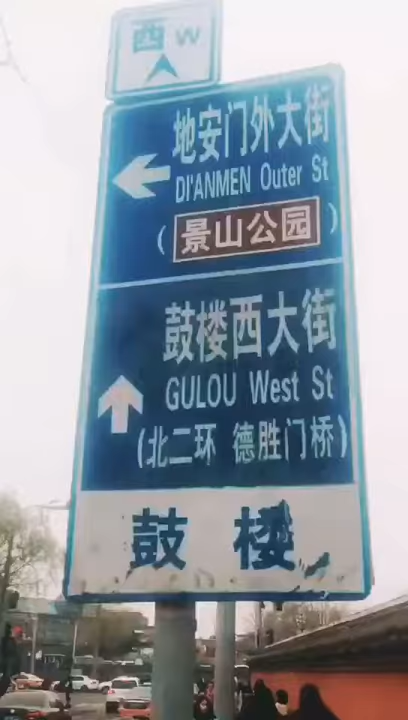 西 W
地安门外大街
DI'ANMEN Outer St
(景山公园)
鼓楼西大街
GULOU West St
(北二环 德胜门桥)
鼓楼